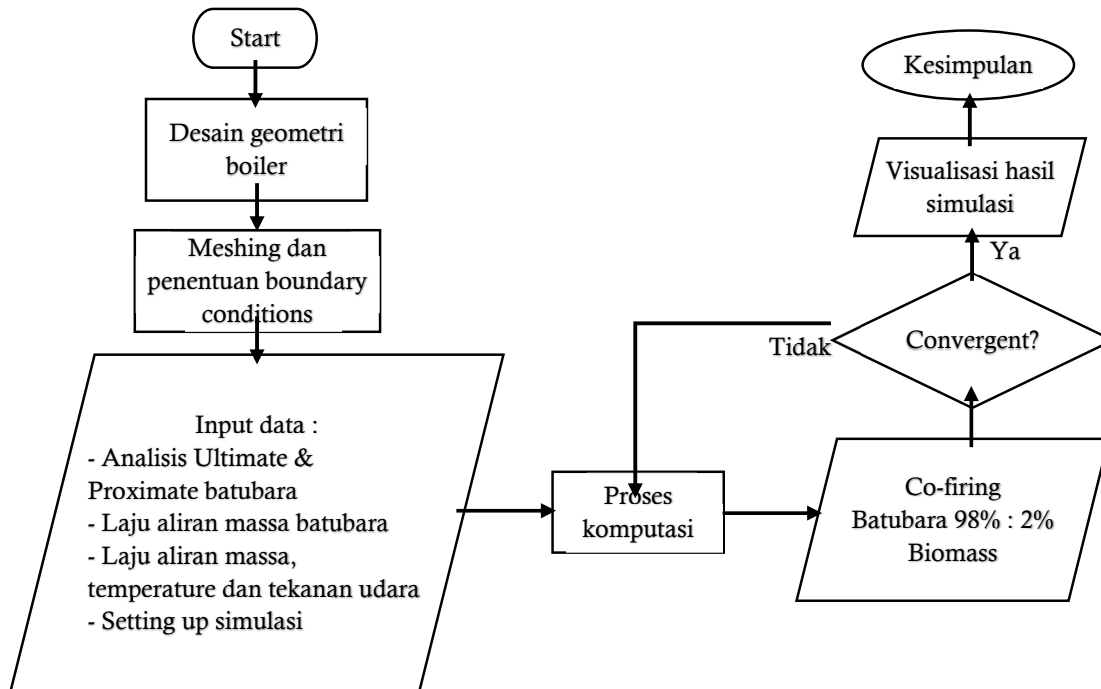 Start
Desain geometri
boiler
Meshing dan
penentuan boundary
conditions
Input data :
- Analisis Ultimate &
Proximate batubara
- Laju aliran massa batubara
- Laju aliran massa,
temperature dan tekanan udara
- Setting up simulasi
Proses
komputasi
Co-firing
Batubara 98% : 2%
Biomass
Convergent?
Tidak
Ya
Visualisasi hasil
simulasi
Kesimpulan